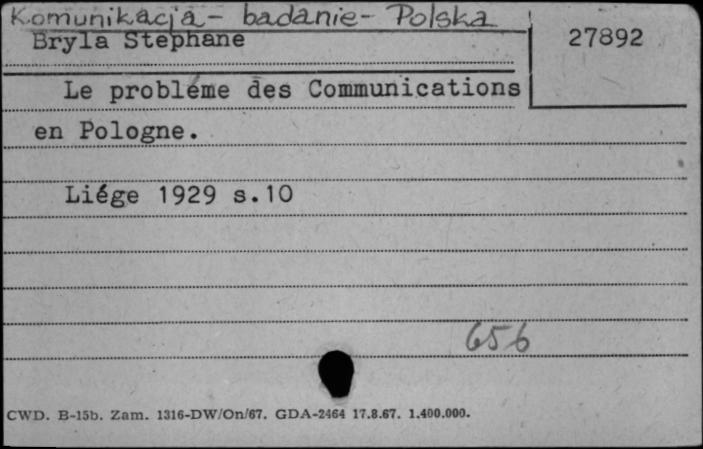 Komunikacja - badanie - Polska
Bryla Stephane
27892
Le probléme des Communications
en Pologne.
Liége 1929 s.10
656
CWD. B-15b. Zam. 1316-DW/On/67. GDA-2464 17.8.67. 1.400.000.